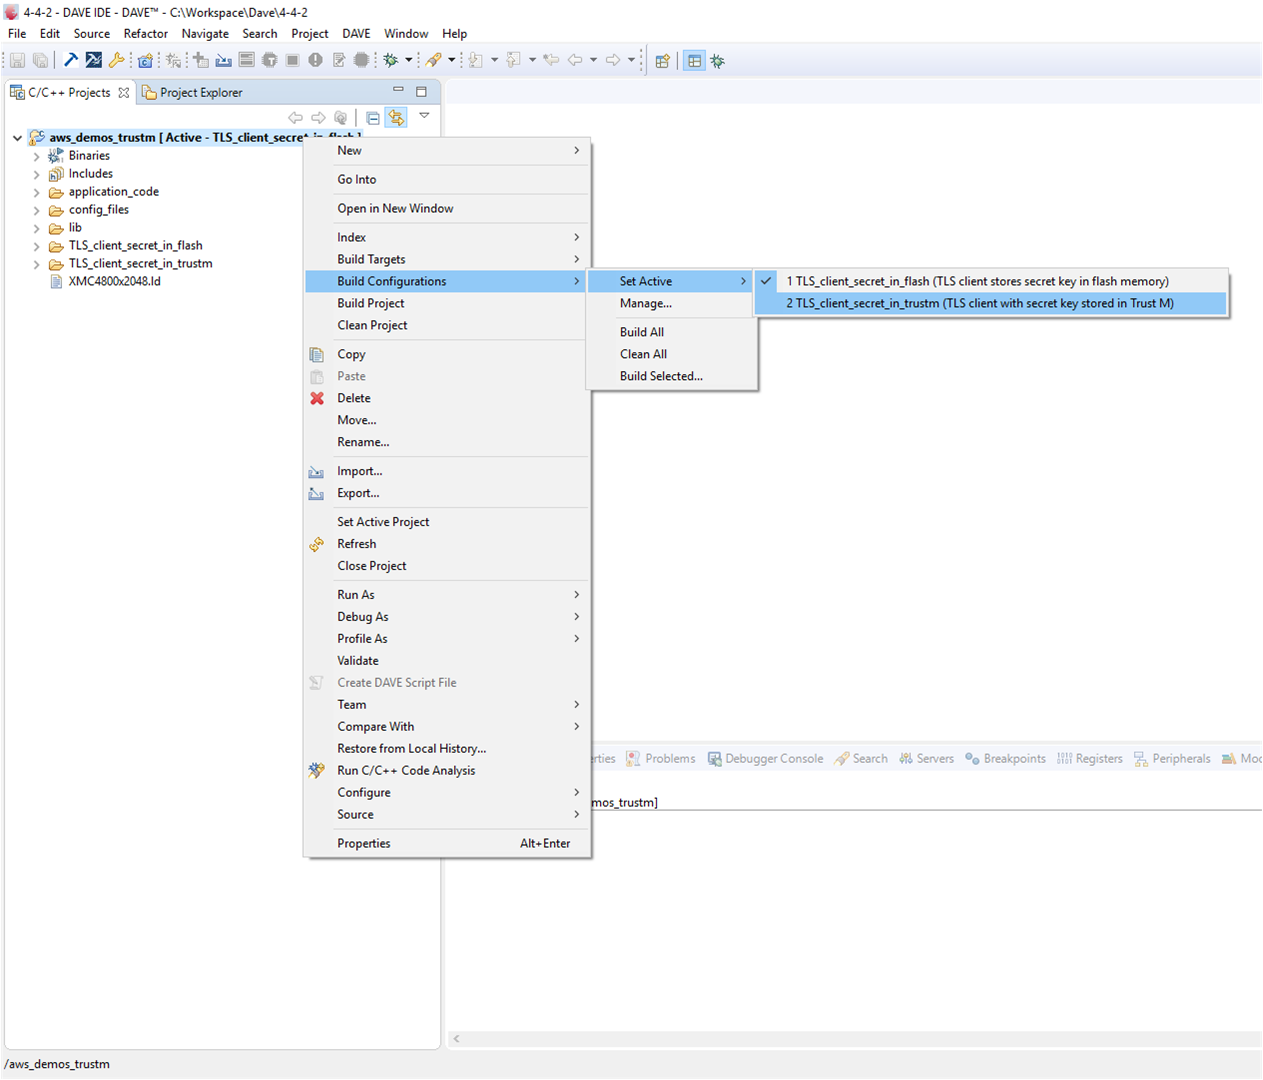 4-4-2 - DAVE IDE - DAVE™ - C:\Workspace\Dave\4-4-2
File Edit Source Refactor Navigate Search Project DAVE Window Help
C/C++ Projects Project Explorer
aws_demos_trustm [ Active - TLS_client_secret_in_flash ]
Binaries
Includes
application_code
config_files
lib
TLS_client_secret_in_flash
TLS_client_secret_in_trustm
XMC4800x2048.ld
New
Go Into
Open in New Window
Index
Build Targets
Build Configurations
Build Project
Clean Project
Copy
Paste
Delete
Move...
Rename...
Import...
Export...
Set Active Project
Refresh
Close Project
Run As
Debug As
Profile As
Validate
Create DAVE Script File
Team
Compare With
Restore from Local History...
Run C/C++ Code Analysis
Configure
Source
Properties Alt+Enter
Set Active
Manage...
Build All
Clean All
Build Selected...
1 TLS_client_secret_in_flash (TLS client stores secret key in flash memory)
2 TLS_client_secret_in_trustm (TLS client with secret key stored in Trust M)
erties Problems Debugger Console Search Servers Breakpoints Registers Peripherals Moo
mos_trustm]
/aws_demos_trustm